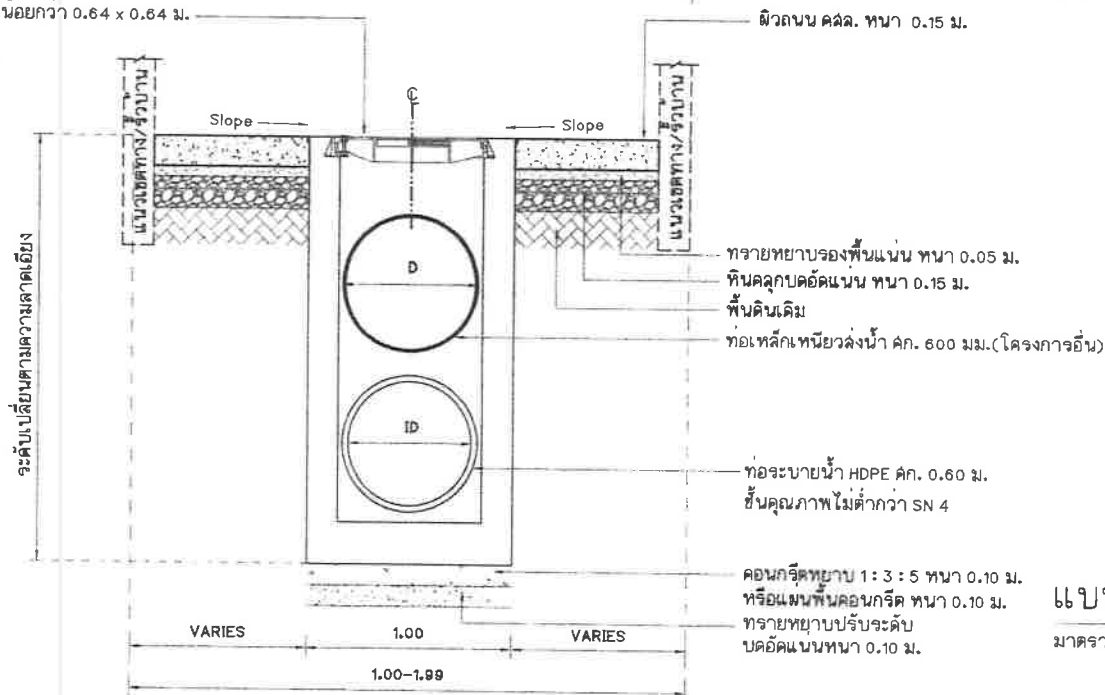 นอยกวา 0.64 x 0.64 ม.
ผิวถนน คสล. หนา 0.15 ม.
แนวเขตทาง/รั้วบ้าน
Slope
℄
Slope
แนวเขตทาง/รั้วบ้าน
ระดับเปลี่ยนตามความลาดเอียง
D
ทรายหยาบรองพื้นแน่น หนา 0.05 ม.
หินคลุกบดอัดแน่น หนา 0.15 ม.
พื้นดินเดิม
ท่อเหล็กเหนียวส่งน้ำ ศก. 600 มม.(โครงการอื่น)
ID
ท่อระบายน้ำ HDPE ศก. 0.60 ม.
ชั้นคุณภาพไม่ต่ำกว่า SN 4
คอนกรีตหยาบ 1 : 3 : 5 หนา 0.10 ม.
หรือแผ่นพื้นคอนกรีต หนา 0.10 ม.
ทรายหยาบปรับระดับ
บดอัดแน่นหนา 0.10 ม.
VARIES
1.00
VARIES
1.00-1.99
มาตรา